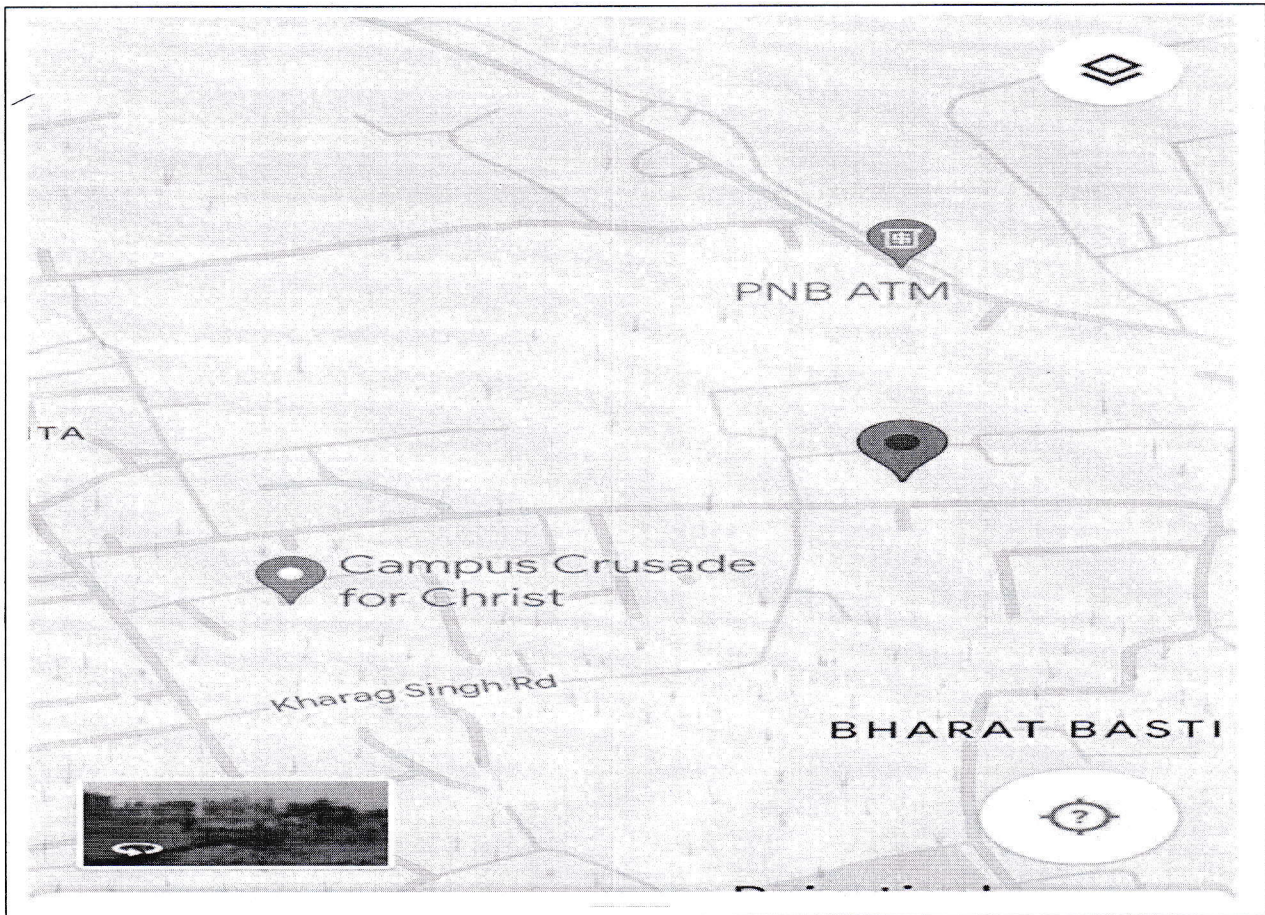 PNB ATM
ITA
Campus Crusade
for Christ
Kharag Singh Rd
BHARAT BASTI
?